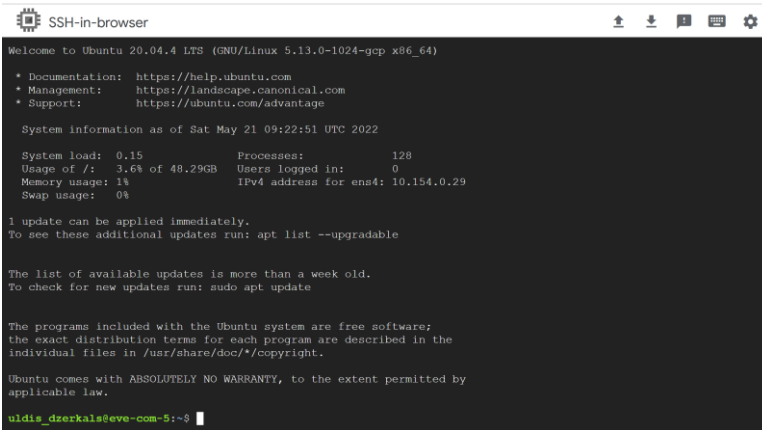 SSH-in-browser
Welcome to Ubuntu 20.04.4 LTS (GNU/Linux 5.13.0-1024-gcp x86_64)
* Documentation:  https://help.ubuntu.com
* Management:     https://landscape.canonical.com
* Support:        https://ubuntu.com/advantage
System information as of Sat May 21 09:22:51 UTC 2022
System load:  0.15               Processes:             128
Usage of /:   3.6% of 48.29GB   Users logged in:       0
Memory usage: 1%                 IPv4 address for ens4: 10.154.0.29
Swap usage:   0%
1 update can be applied immediately.
To see these additional updates run: apt list --upgradable
The list of available updates is more than a week old.
To check for new updates run: sudo apt update
The programs included with the Ubuntu system are free software;
the exact distribution terms for each program are described in the
individual files in /usr/share/doc/*/copyright.
Ubuntu comes with ABSOLUTELY NO WARRANTY, to the extent permitted by
applicable law.
uldis_dzerkals@eve-com-5:~$